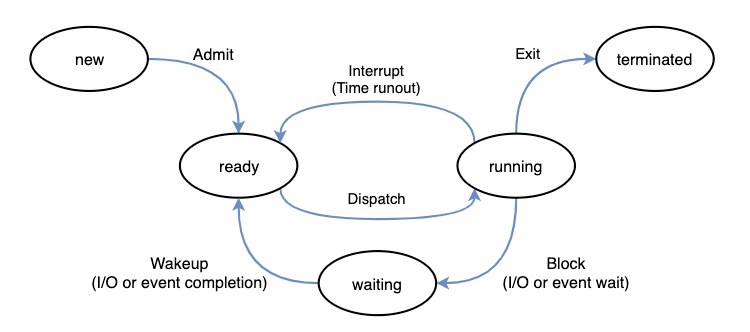 new
Admit
Interrupt
(Time runout)
Exit
terminated
ready
running
Dispatch
Wakeup
(I/O or event completion)
waiting
Block
(I/O or event wait)